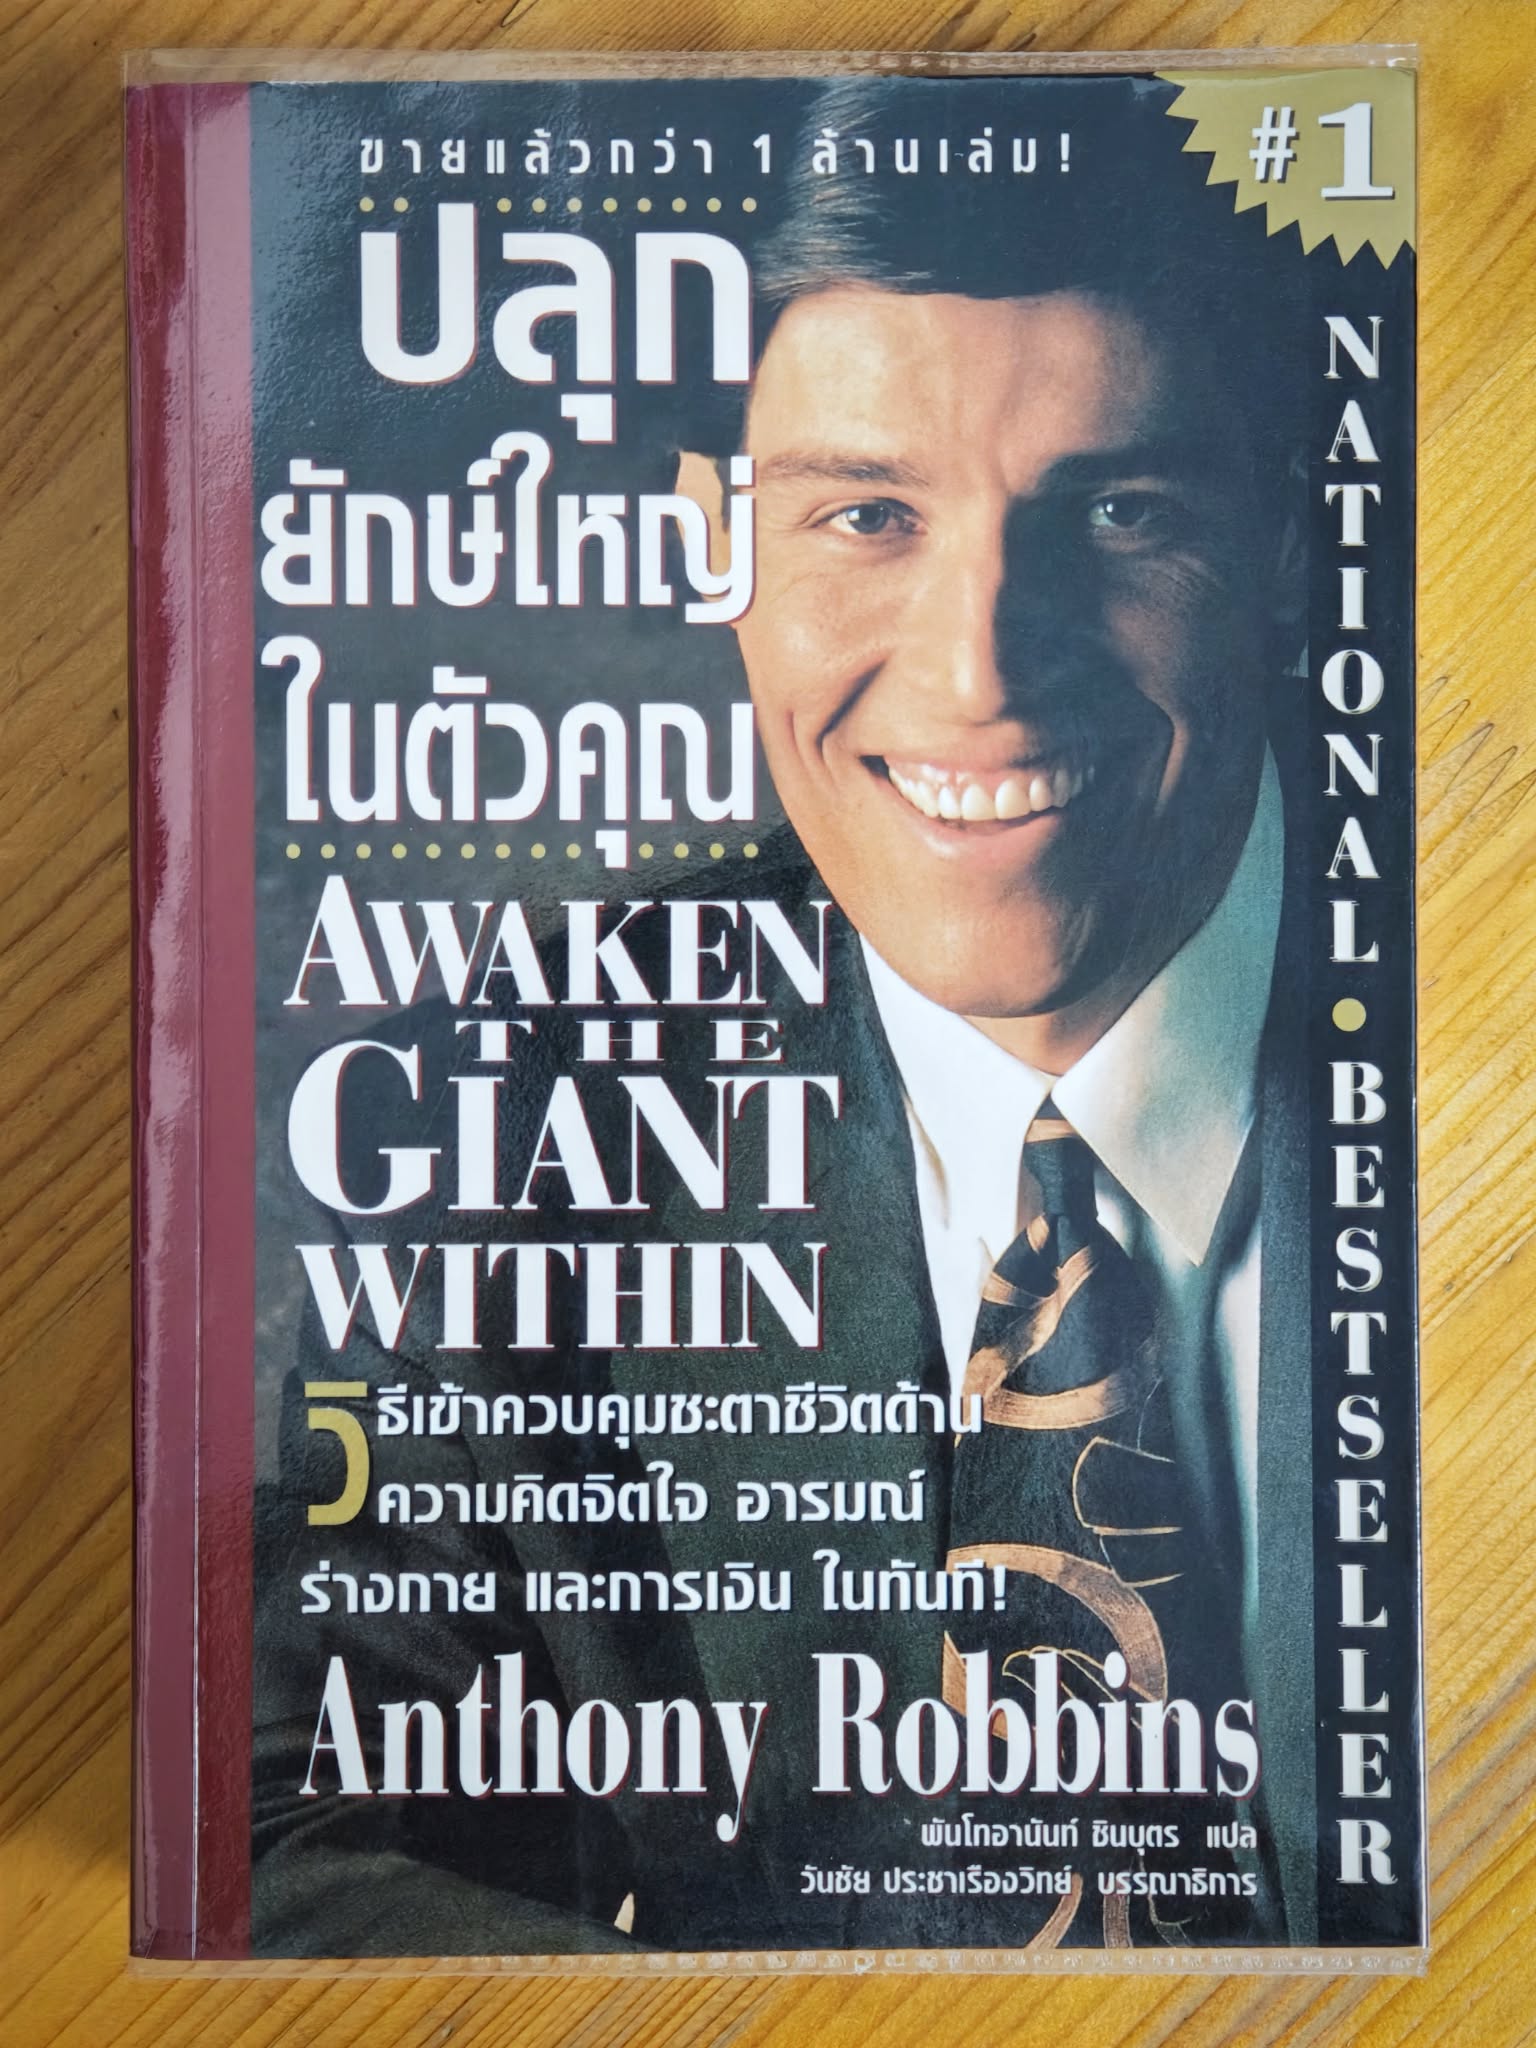 ขายแล้วกว่า 1 ล้านเล่ม!
#1
ปลุก
ยักษ์ใหญ่
ในตัวคุณ
AWAKEN
THE
GIANT
WITHIN
วิธีเข้าควบคุมชะตาชีวิตด้าน
ความคิดจิตใจ อารมณ์
ร่างกาย และการเงิน ในทันที!
Anthony Robbins
พันโทอานันท์ ชินบุตร แปล
วันชัย ประชาเรืองวิทย์ บรรณาธิการ
NATIONAL • BESTSELLER